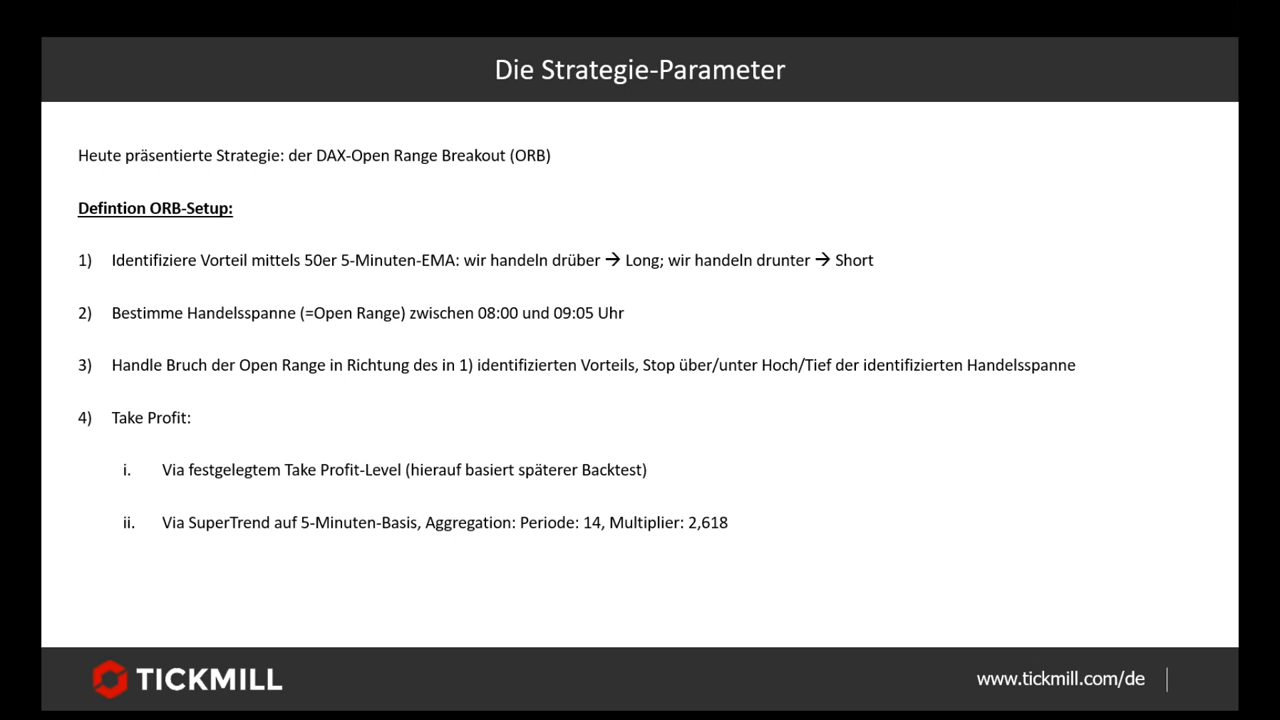 Die Strategie-Parameter
Heute präsentierte Strategie: der DAX-Open Range Breakout (ORB)
Defintion ORB-Setup:
1) Identifiziere Vorteil mittels 50er 5-Minuten-EMA: wir handeln drüber → Long; wir handeln drunter → Short
2) Bestimme Handelsspanne (=Open Range) zwischen 08:00 und 09:05 Uhr
3) Handle Bruch der Open Range in Richtung des in 1) identifizierten Vorteils, Stop über/unter Hoch/Tief der identifizierten Handelsspanne
4) Take Profit:
i. Via festgelegtem Take Profit-Level (hierauf basiert späterer Backtest)
ii. Via SuperTrend auf 5-Minuten-Basis, Aggregation: Periode: 14, Multiplier: 2,618
TICKMILL
www.tickmill.com/de